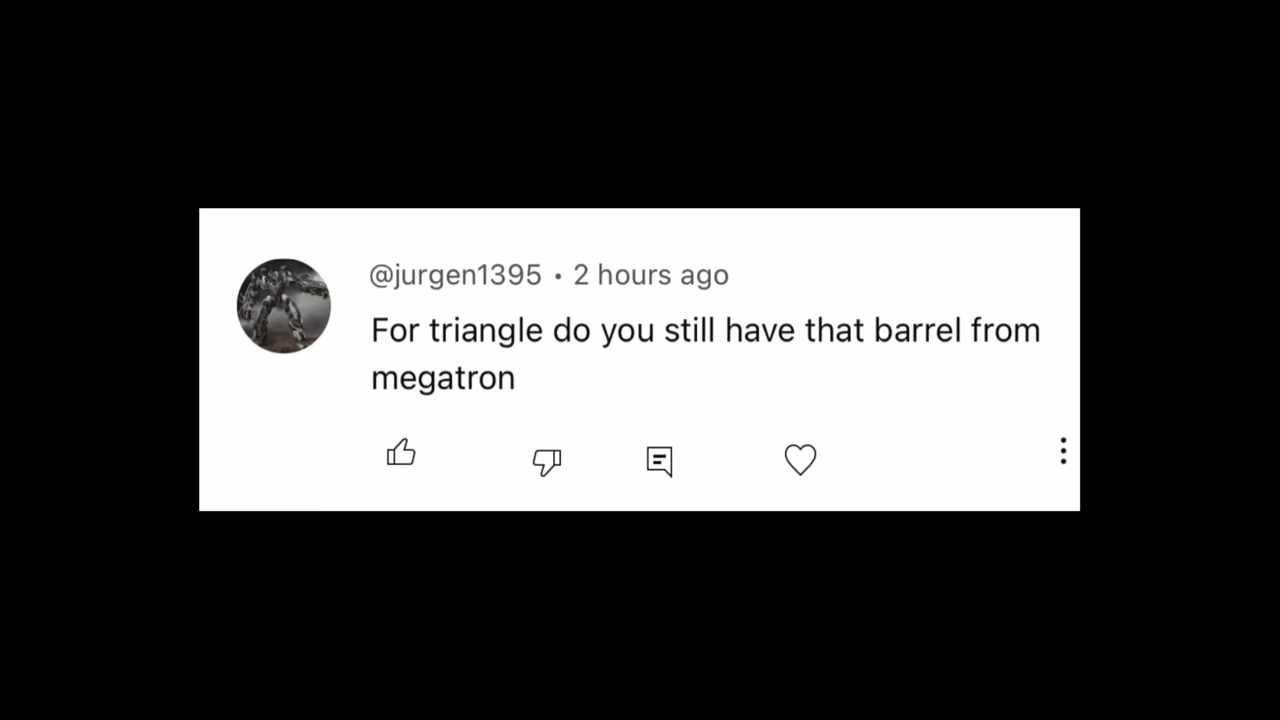 @jurgen1395 • 2 hours ago
For triangle do you still have that barrel from
megatron